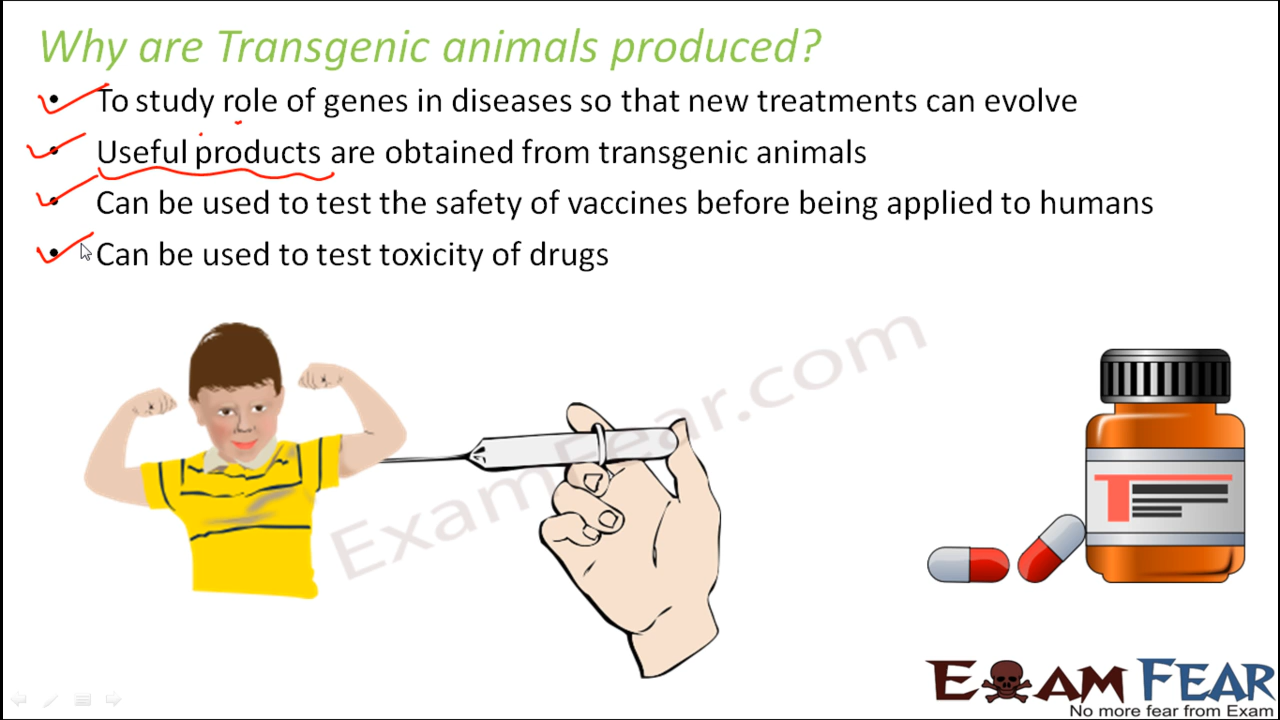 Why are Transgenic animals produced?
• To study role of genes in diseases so that new treatments can evolve
• Useful products are obtained from transgenic animals
• Can be used to test the safety of vaccines before being applied to humans
• Can be used to test toxicity of drugs
ExamFear.com
T
EXAM FEAR
No more fear from Exam